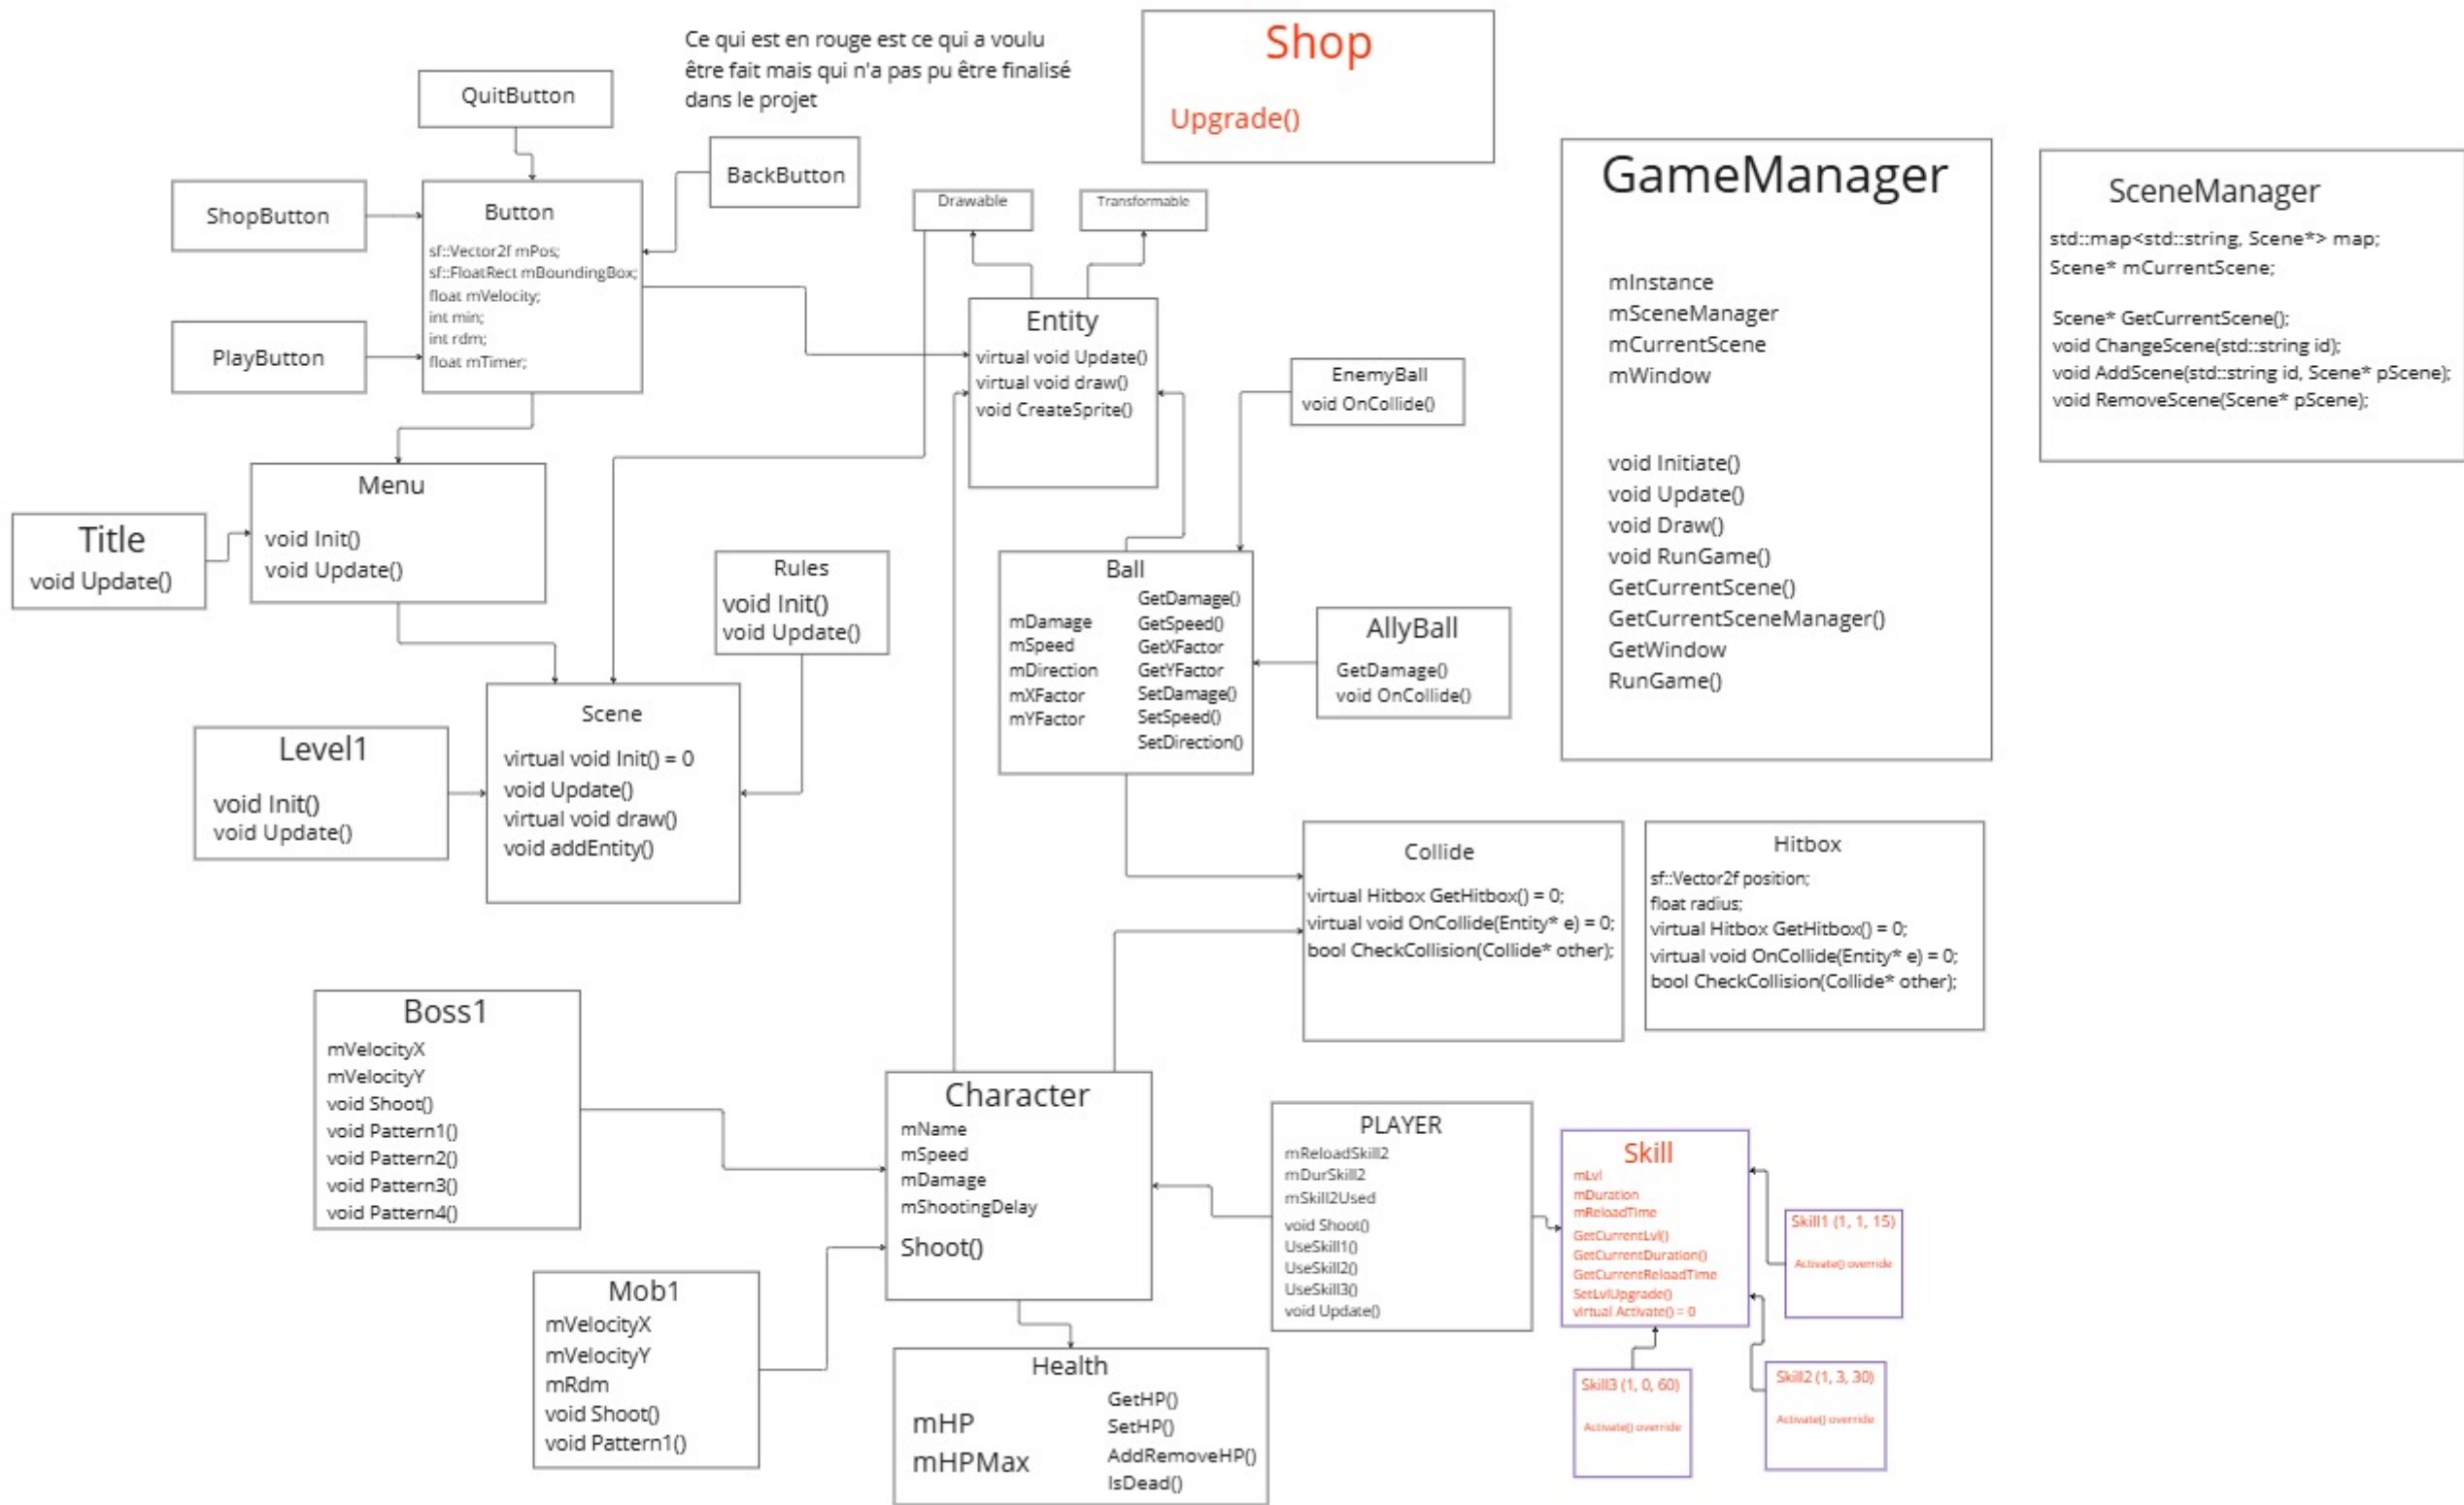 Ce qui est en rouge est ce qui a voulu
être fait mais qui n'a pas pu être finalisé
dans le projet
Shop
Upgrade()
QuitButton
BackButton
ShopButton
PlayButton
Button
sf::Vector2f mPos;
sf::FloatRect mBoundingBox;
float mVelocity;
int min;
int rdm;
float mTimer;
Drawable
Transformable
Entity
virtual void Update()
virtual void draw()
void CreateSprite()
EnemyBall
void OnCollide()
GameManager
mInstance
mSceneManager
mCurrentScene
mWindow
void Initiate()
void Update()
void Draw()
void RunGame()
GetCurrentScene()
GetCurrentSceneManager()
GetWindow
RunGame()
SceneManager
std::map<std::string, Scene*> map;
Scene* mCurrentScene;
Scene* GetCurrentScene();
void ChangeScene(std::string id);
void AddScene(std::string id, Scene* pScene);
void RemoveScene(Scene* pScene);
Title
void Update()
Menu
void Init()
void Update()
Rules
void Init()
void Update()
Ball
mDamage
mSpeed
mDirection
mXFactor
mYFactor
GetDamage()
GetSpeed()
GetXFactor
GetYFactor
SetDamage()
SetSpeed()
SetDirection()
AllyBall
GetDamage()
void OnCollide()
Level1
void Init()
void Update()
Scene
virtual void Init() = 0
void Update()
virtual void draw()
void addEntity()
Collide
virtual Hitbox GetHitbox() = 0;
virtual void OnCollide(Entity* e) = 0;
bool CheckCollision(Collide* other);
Hitbox
sf::Vector2f position;
float radius;
virtual Hitbox GetHitbox() = 0;
virtual void OnCollide(Entity* e) = 0;
bool CheckCollision(Collide* other);
Boss1
mVelocityX
mVelocityY
void Shoot()
void Pattern1()
void Pattern2()
void Pattern3()
void Pattern4()
Character
mName
mSpeed
mDamage
mShootingDelay
Shoot()
PLAYER
mReloadSkill2
mDurSkill2
mSkill2Used
void Shoot()
UseSkill1()
UseSkill2()
UseSkill3()
void Update()
Skill
mLvl
mDuration
mReloadTime
GetCurrentLvl()
GetCurrentDuration()
GetCurrentReloadTime
SetLvlUpgrade()
virtual Activate() = 0
Skill1 (1, 1, 15)
Activate() override
Skill2 (1, 3, 30)
Activate() override
Skill3 (1, 0, 60)
Activate() override
Mob1
mVelocityX
mVelocityY
mRdm
void Shoot()
void Pattern1()
Health
mHP
mHPMax
GetHP()
SetHP()
AddRemoveHP()
IsDead()